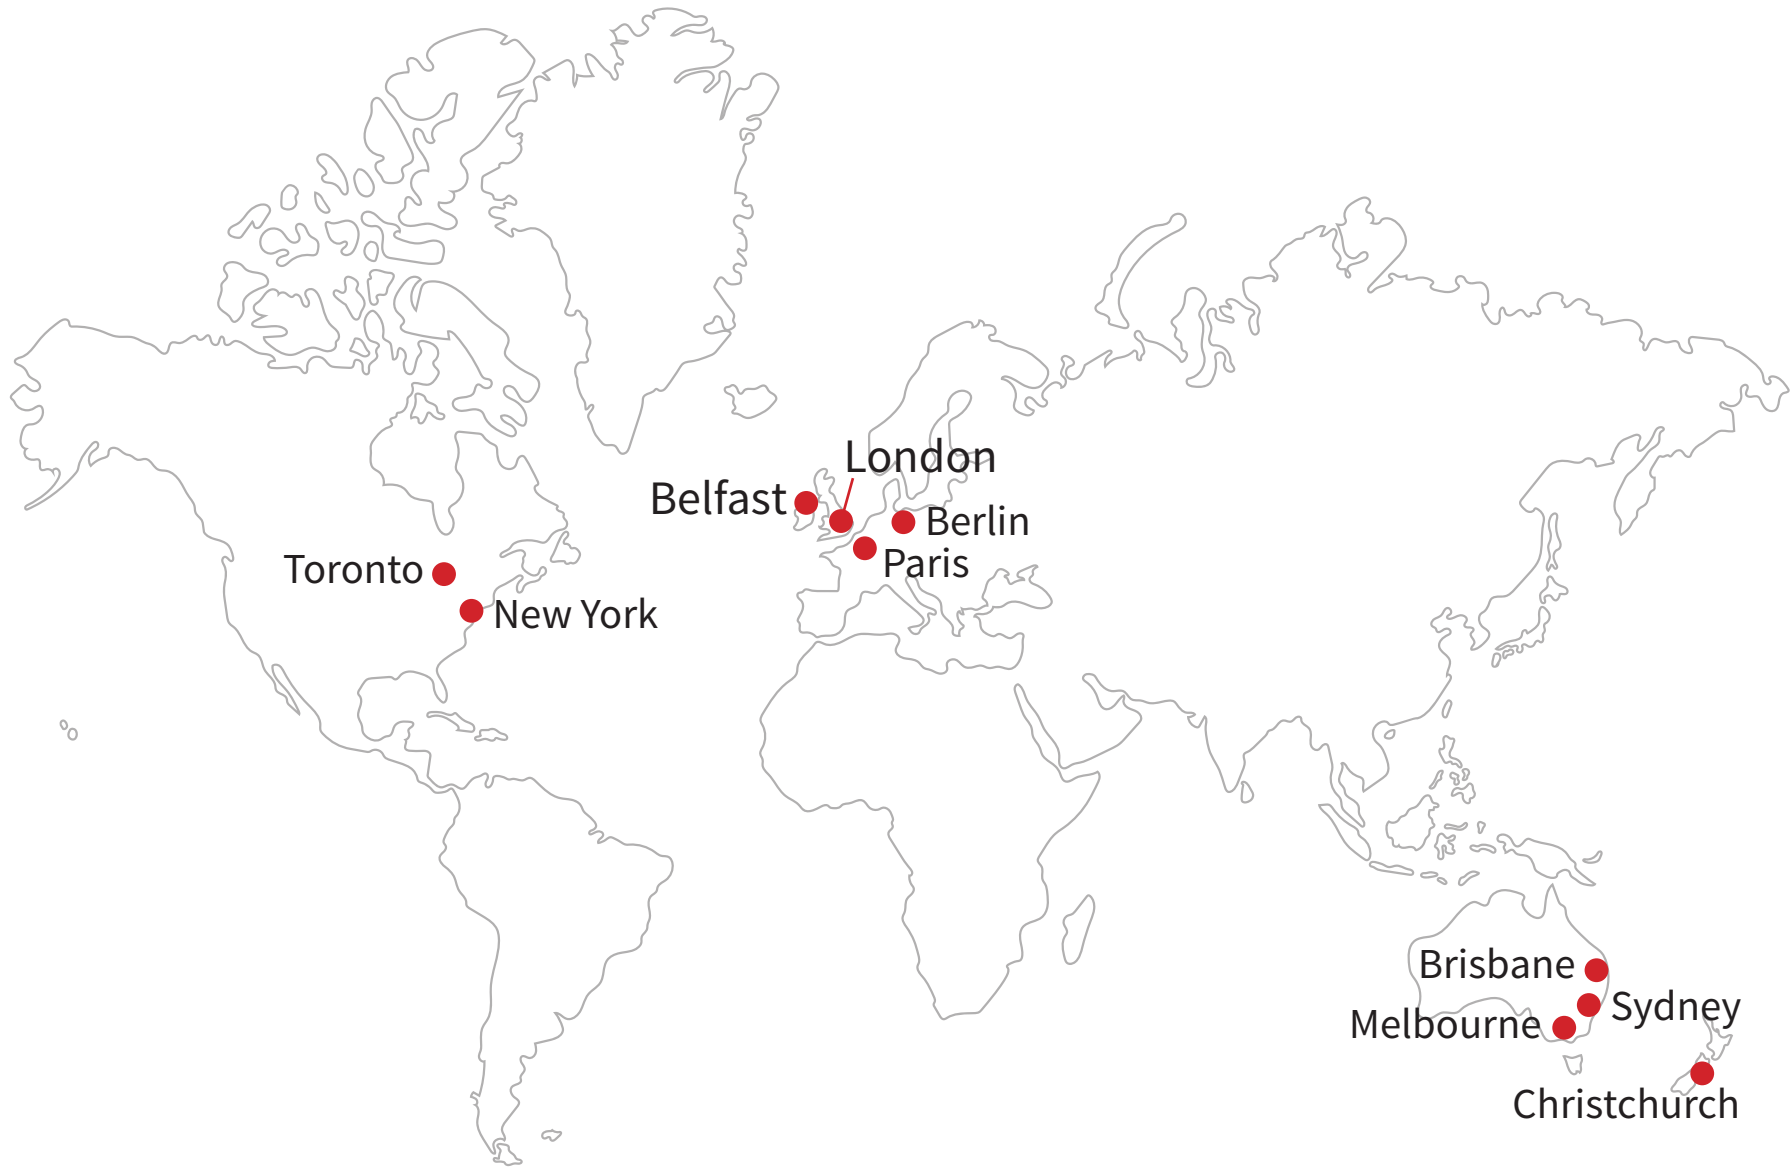 London
Belfast
Berlin
Paris
Toronto
New York
Brisbane
Sydney
Melbourne
Christchurch